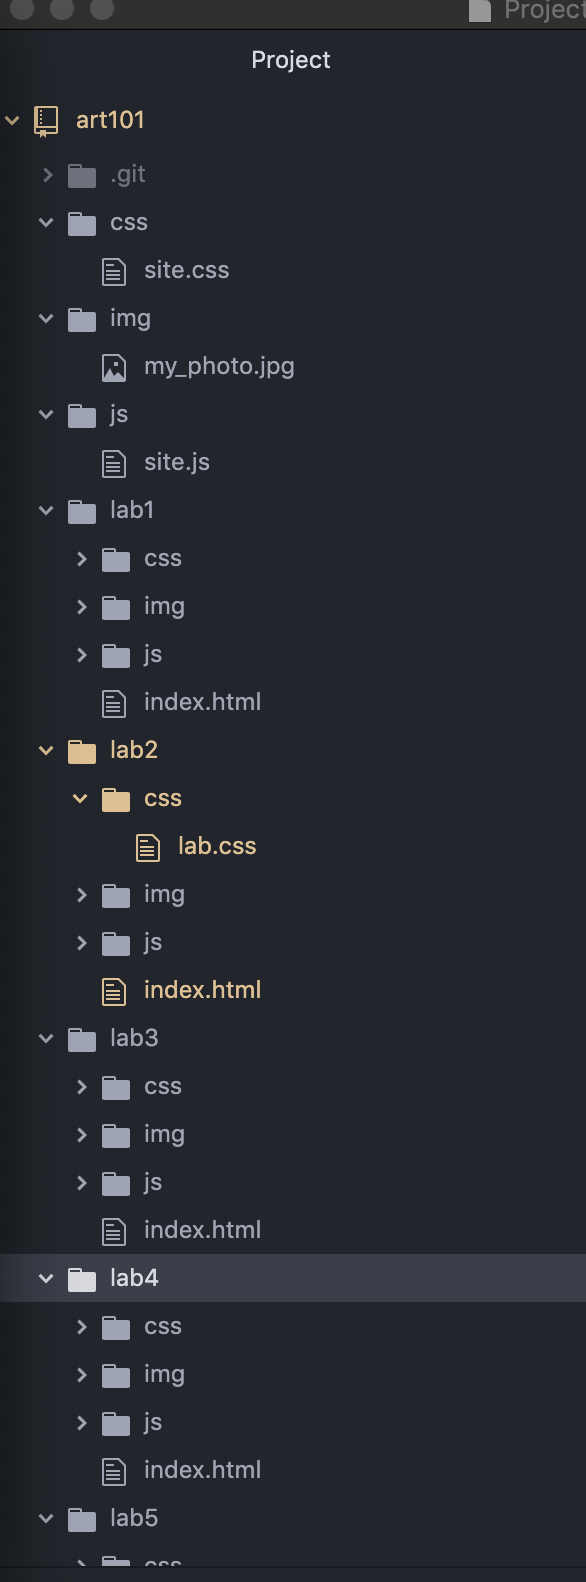 Project
Project
art101
.git
css
site.css
img
my_photo.jpg
js
site.js
lab1
css
img
js
index.html
lab2
css
lab.css
img
js
index.html
lab3
css
img
js
index.html
lab4
css
img
js
index.html
lab5
css